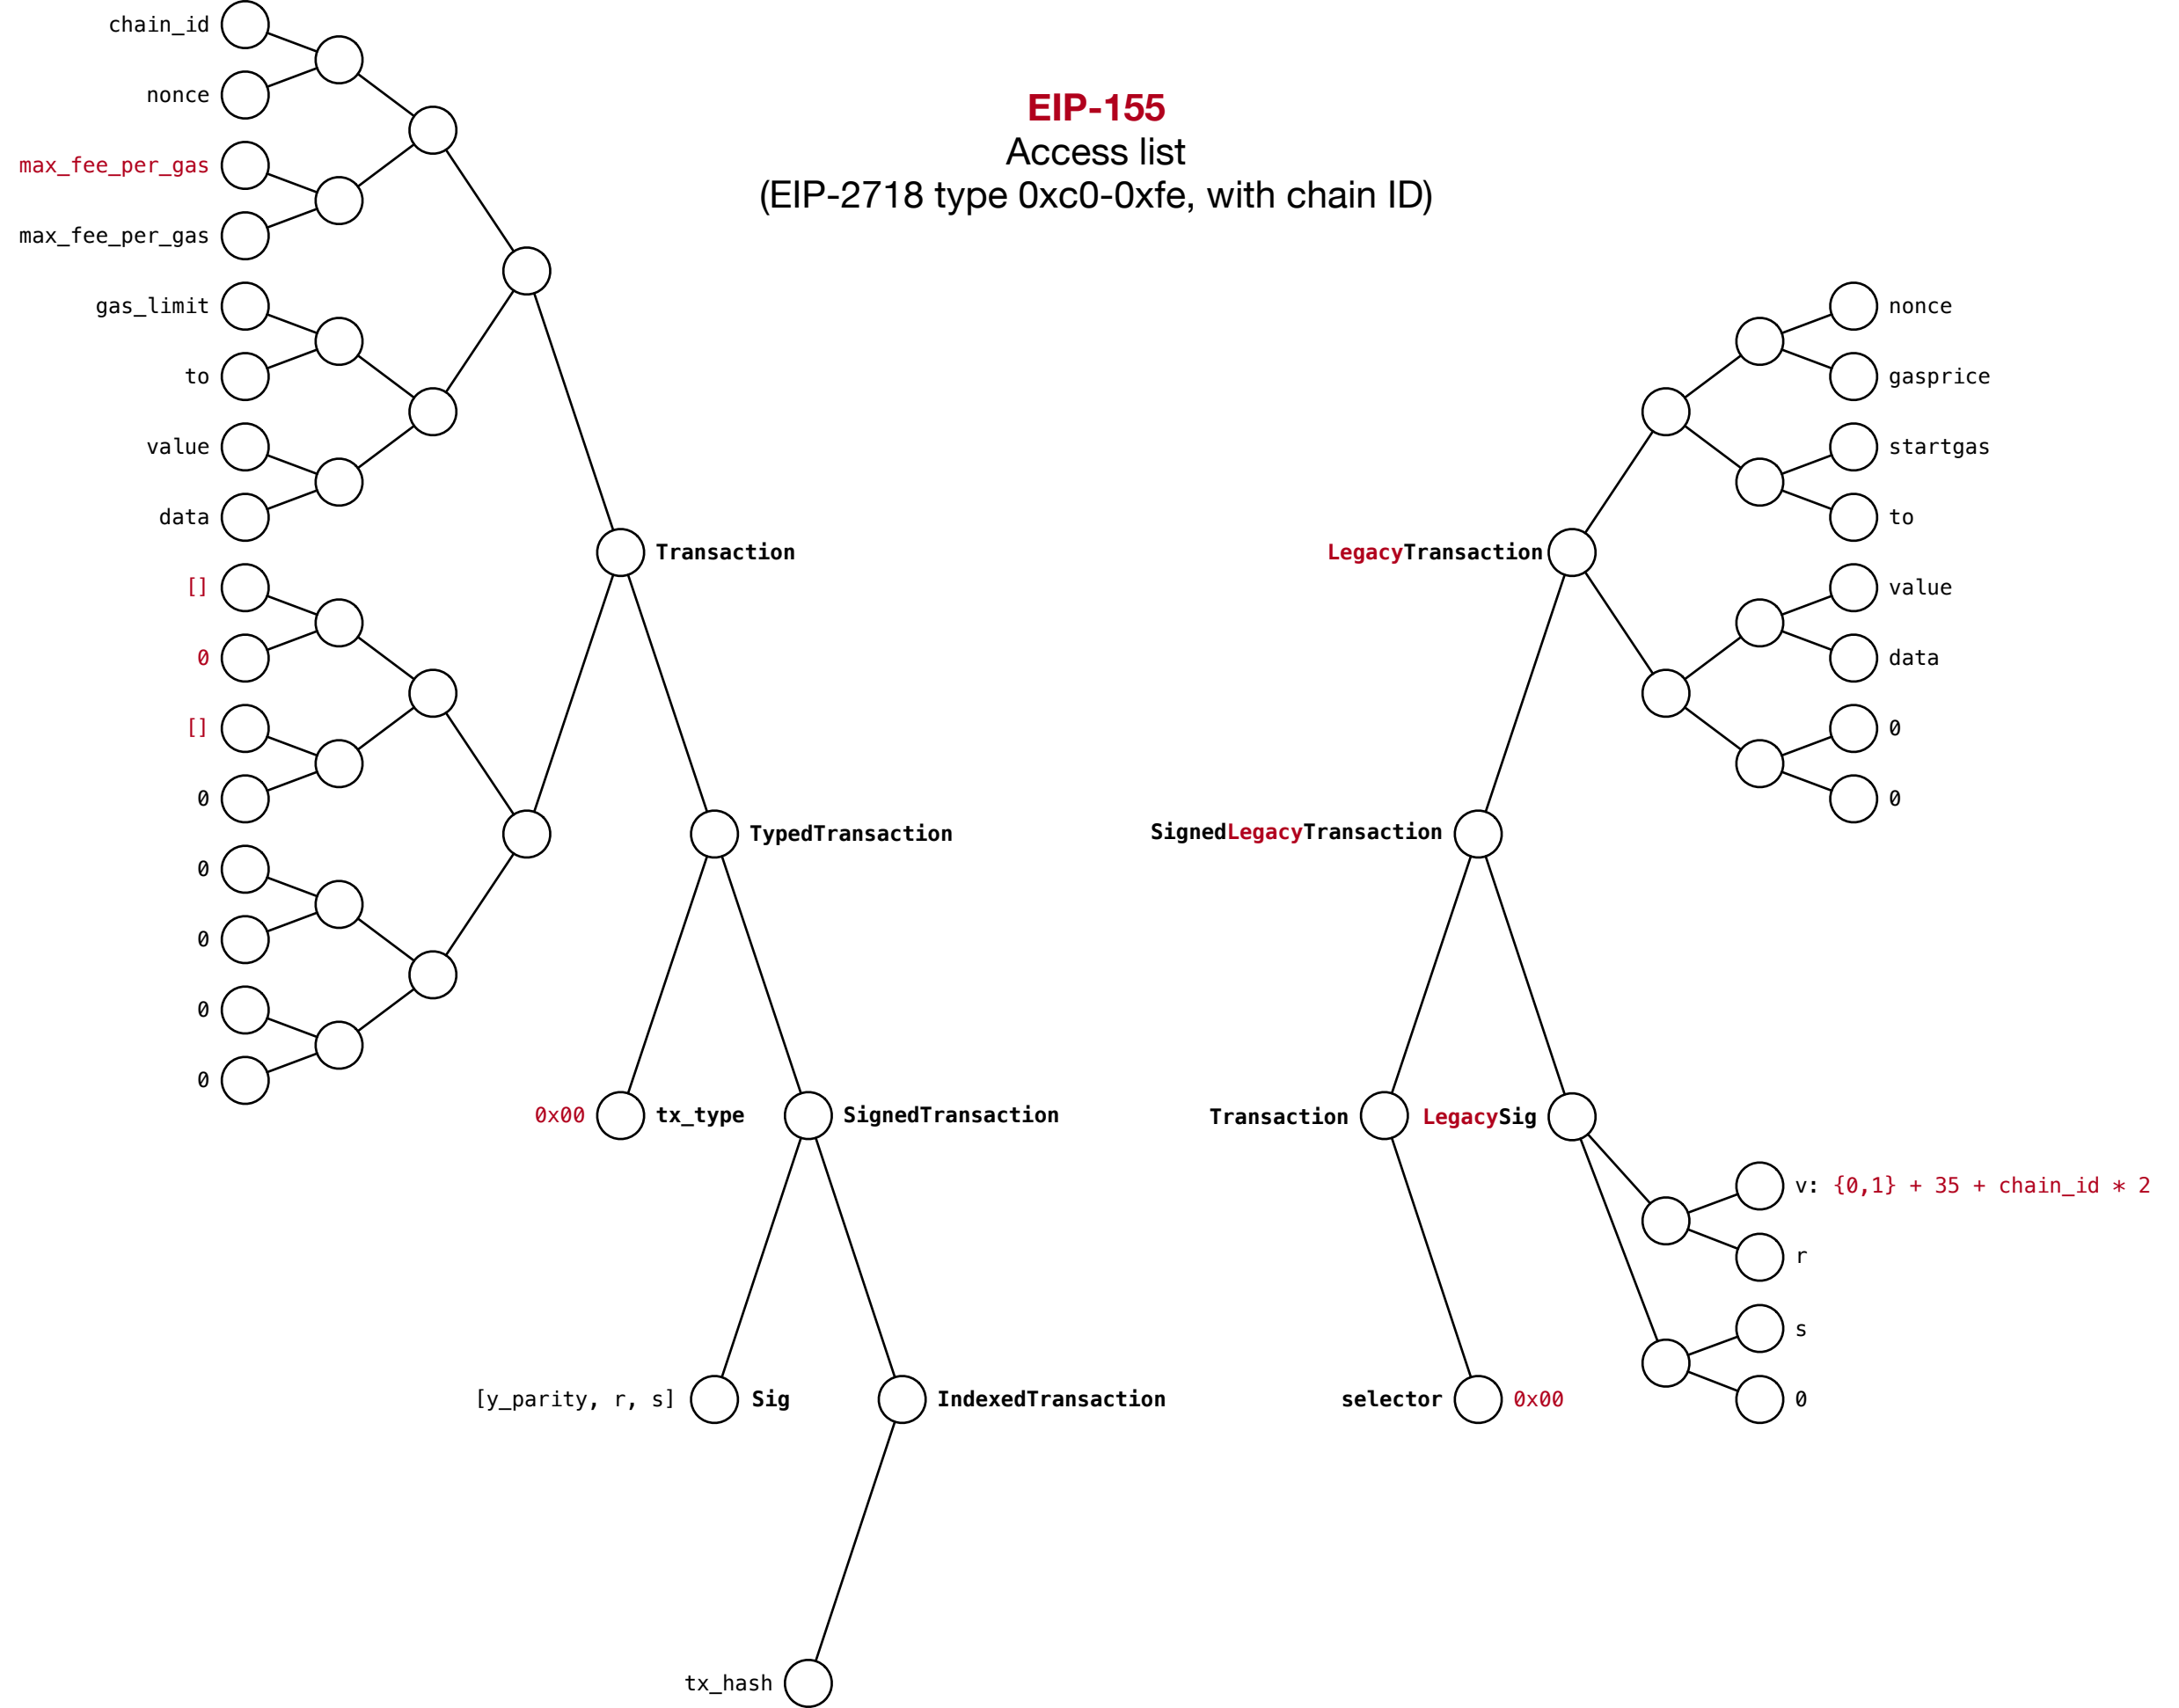 EIP-155
Access list
(EIP-2718 type 0xc0-0xfe, with chain ID)
chain_id
nonce
max_fee_per_gas
max_fee_per_gas
gas_limit
to
value
data
[]
0
[]
0
0
0
0
0
Transaction
TypedTransaction
0x00 tx_type
SignedTransaction
[y_parity, r, s] Sig
IndexedTransaction
tx_hash
nonce
gasprice
startgas
to
value
data
0
0
LegacyTransaction
SignedLegacyTransaction
Transaction
LegacySig
v: {0,1} + 35 + chain_id * 2
r
s
0
selector 0x00